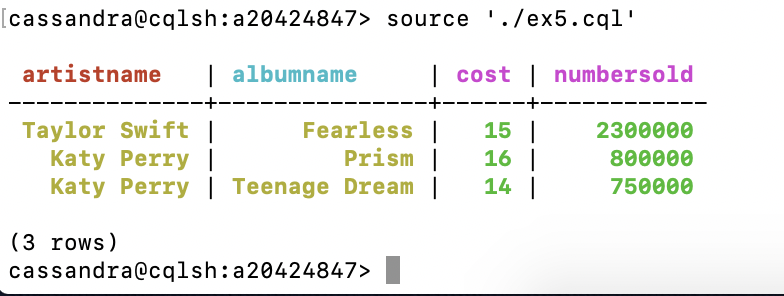 [cassandra@cqlsh:a20424847> source './ex5.cql'
artistname | albumname | cost | numbersold
---------------+---------------+------+------------
Taylor Swift | Fearless | 15 | 2300000
Katy Perry | Prism | 16 | 800000
Katy Perry | Teenage Dream | 14 | 750000
(3 rows)
cassandra@cqlsh:a20424847>